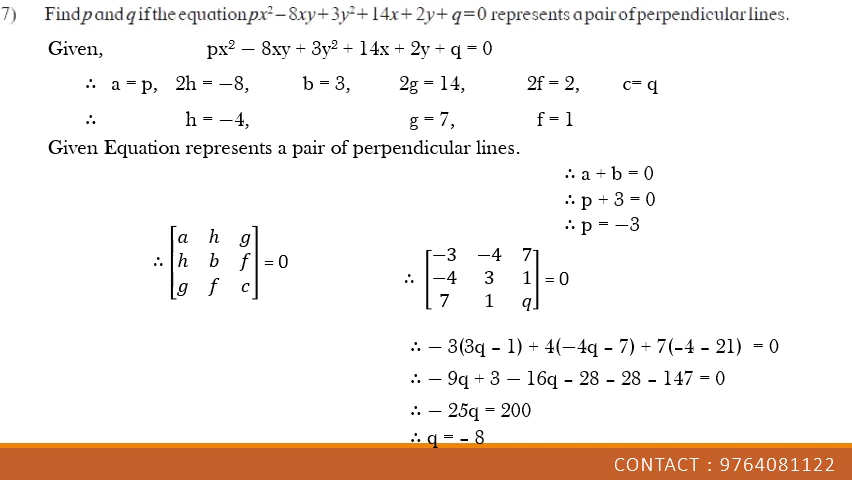 7) Find p and q if the equation px² – 8xy + 3y² + 14x + 2y + q = 0 represents a pair of perpendicular lines.
Given, px² − 8xy + 3y² + 14x + 2y + q = 0
∴ a = p, 2h = −8, b = 3, 2g = 14, 2f = 2, c= q
∴ h = −4, g = 7, f = 1
Given Equation represents a pair of perpendicular lines.
∴ a + b = 0
∴ p + 3 = 0
∴ p = −3
∴ [a h g
h b f
g f c] = 0
∴ [−3 −4 7
−4 3 1
7 1 q] = 0
∴ − 3(3q – 1) + 4(−4q – 7) + 7(–4 – 21) = 0
∴ − 9q + 3 − 16q – 28 – 28 – 147 = 0
∴ − 25q = 200
∴ q = – 8
CONTACT : 9764081122